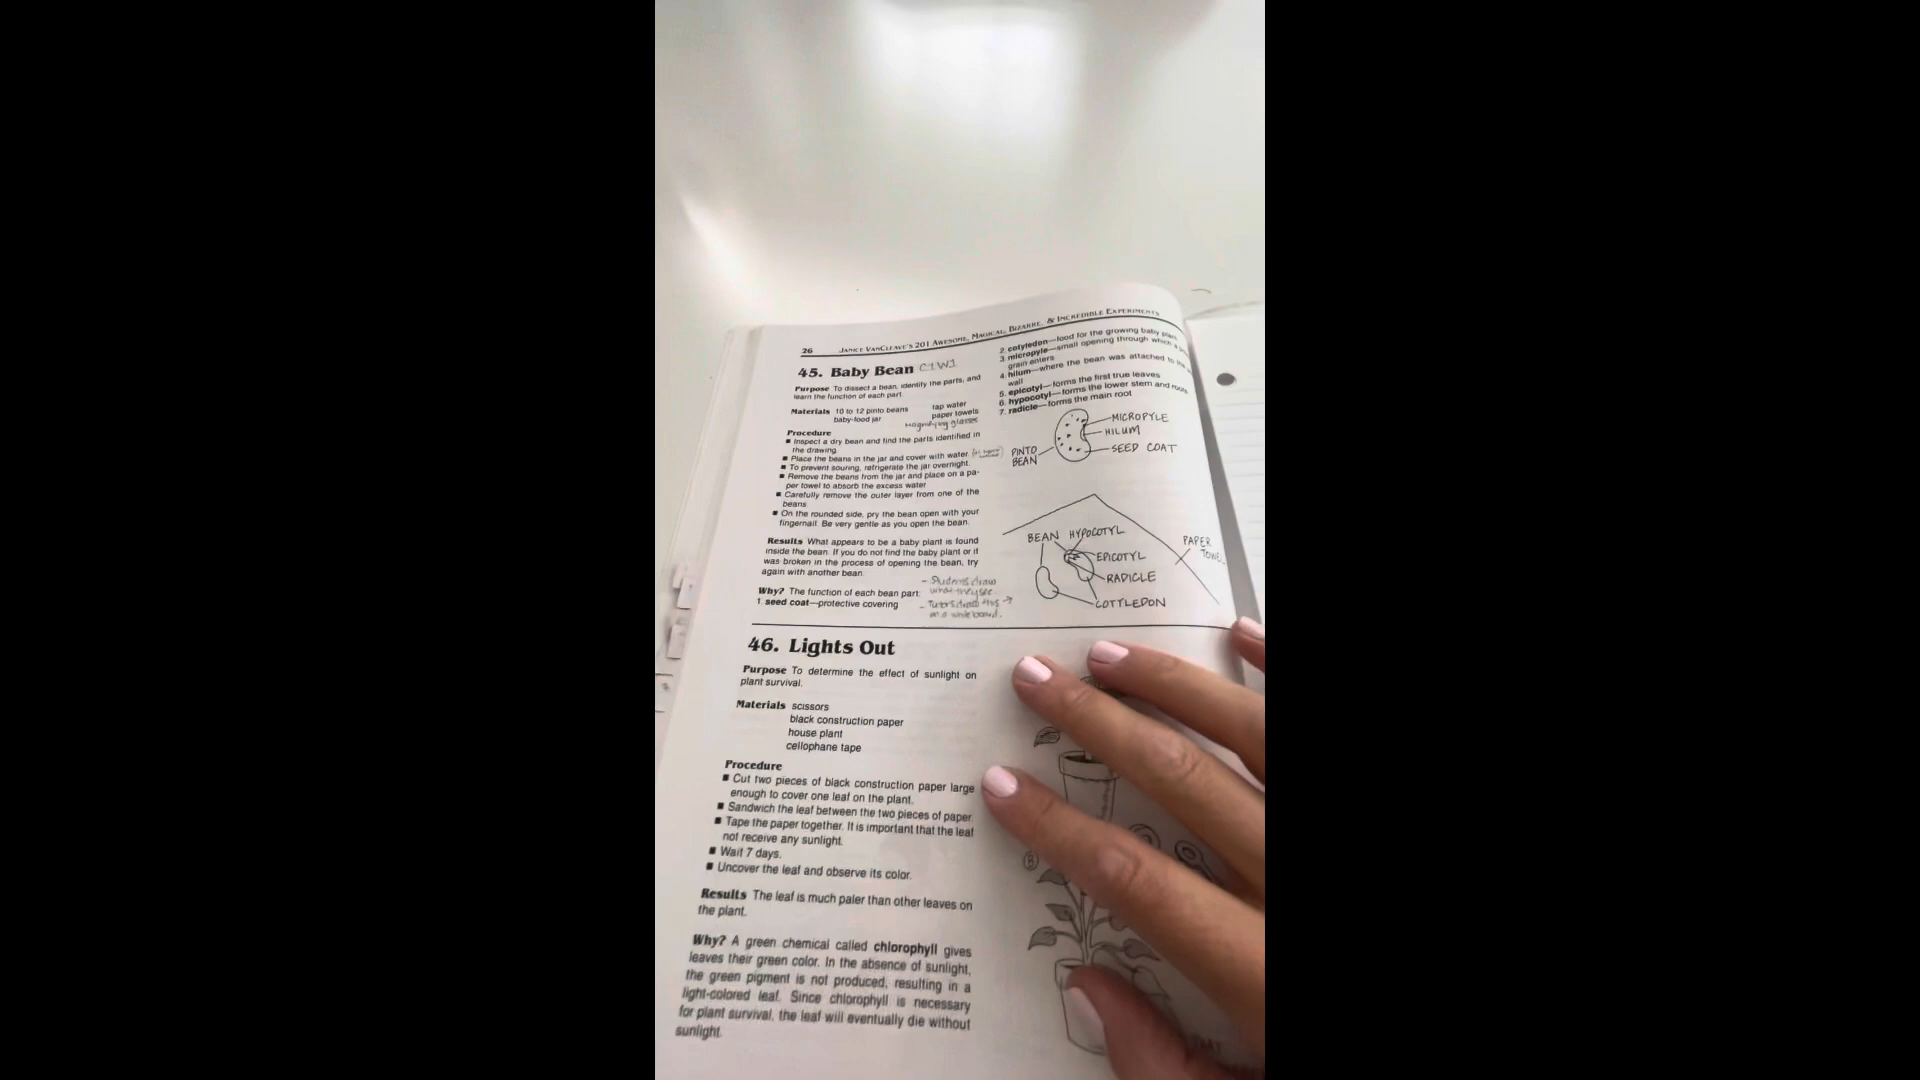 26 JANICE VANCLEAVE'S 201 AWESOME, MAGICAL, BIZARRE, & INCREDIBLE EXPERIMENTS
45. Baby Bean C1W1
Purpose To dissect a bean, identify the parts, and
learn the function of each part.
Materials 10 to 12 pinto beans
baby-food jar
tap water
paper towels
magnifying glasses
Procedure
■ Inspect a dry bean and find the parts identified in
the drawing.
■ Place the beans in the jar and cover with water.
■ To prevent souring, refrigerate the jar overnight.
■ Remove the beans from the jar and place on a pa-
per towel to absorb the excess water
■ Carefully remove the outer layer from one of the
beans.
■ On the rounded side, pry the bean open with your
fingernail. Be very gentle as you open the bean.
Results What appears to be a baby plant is found
inside the bean. If you do not find the baby plant or it
was broken in the process of opening the bean, try
again with another bean.
Why? The function of each bean part:
1. seed coat—protective covering
- Students draw
what they see.
- Tutors draw this →
on a white board.
2. cotyledon—food for the growing baby plant
3. micropyle—small opening through which a
grain enters
4. hilum—where the bean was attached to the
wall
5. epicotyl—forms the first true leaves
6. hypocotyl—forms the lower stem and roots
7. radicle—forms the main root
MICROPYLE
HILUM
SEED COAT
PINTO
BEAN
BEAN HYPOCOTYL
EPICOTYL
RADICLE
COTYLEDON
PAPER
TOWEL
46. Lights Out
Purpose To determine the effect of sunlight on
plant survival.
Materials scissors
black construction paper
house plant
cellophane tape
Procedure
■ Cut two pieces of black construction paper large
enough to cover one leaf on the plant.
■ Sandwich the leaf between the two pieces of paper.
■ Tape the paper together. It is important that the leaf
not receive any sunlight.
■ Wait 7 days.
■ Uncover the leaf and observe its color.
Results The leaf is much paler than other leaves on
the plant.
Why? A green chemical called chlorophyll gives
leaves their green color. In the absence of sunlight,
the green pigment is not produced, resulting in a
light-colored leaf. Since chlorophyll is necessary
for plant survival, the leaf will eventually die without
sunlight.
B